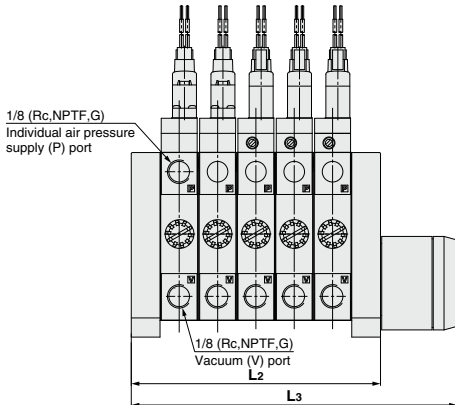 1/8 (Rc,NPTF,G)
Individual air pressure
supply (P) port
P P P P P
V V V V V
1/8 (Rc,NPTF,G)
Vacuum (V) port
L2
L3